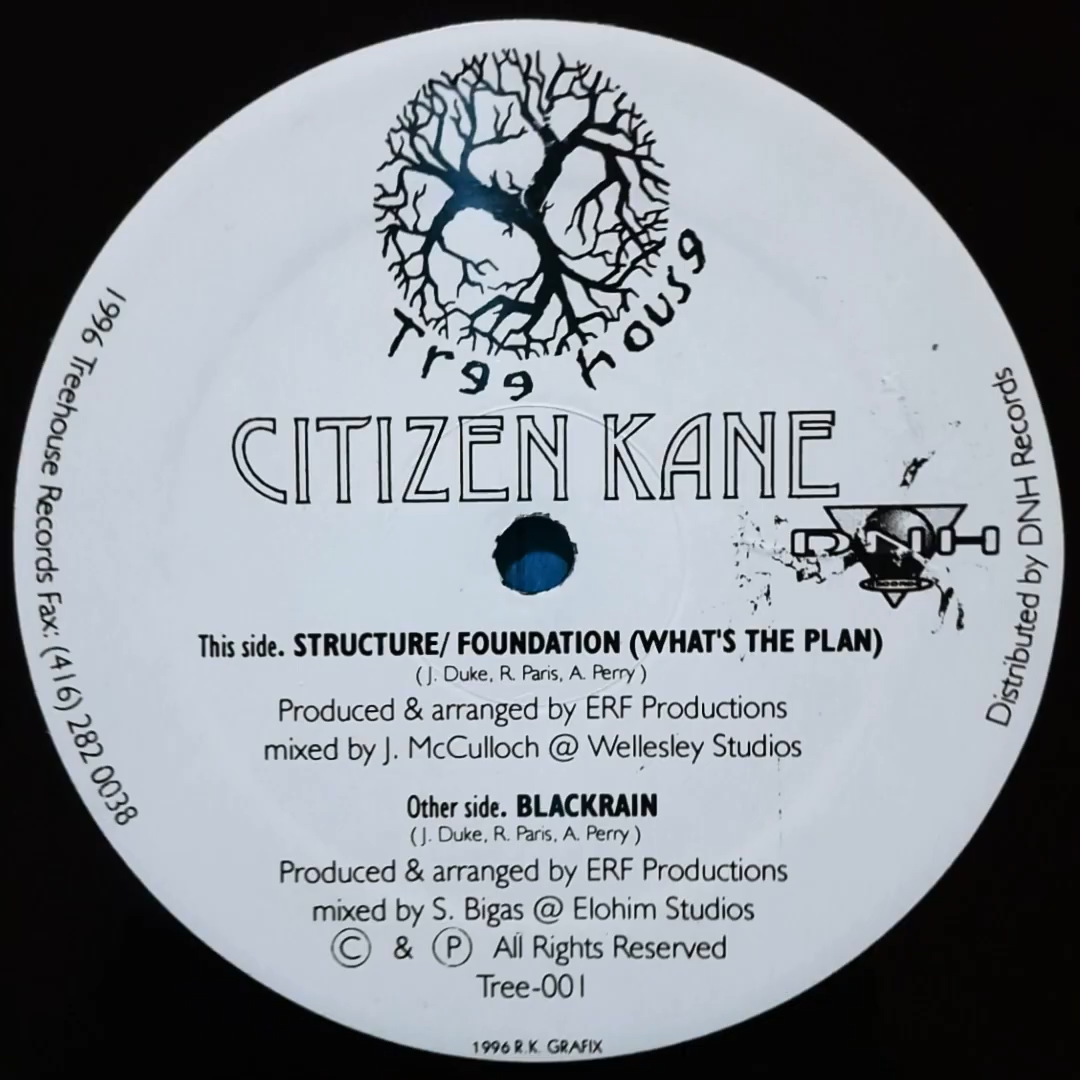 Tree house
CITIZEN KANE
DNH
1996 Treehouse Records Fax: (416) 282 0038
Distributed by DNH Records
This side. STRUCTURE/ FOUNDATION (WHAT'S THE PLAN)
(J. Duke, R. Paris, A. Perry)
Produced & arranged by ERF Productions
mixed by J. McCulloch @ Wellesley Studios
Other side. BLACKRAIN
(J. Duke, R. Paris, A. Perry)
Produced & arranged by ERF Productions
mixed by S. Bigas @ Elohim Studios
Ⓒ & Ⓟ All Rights Reserved
Tree-001
1996 R.K. GRAFIX